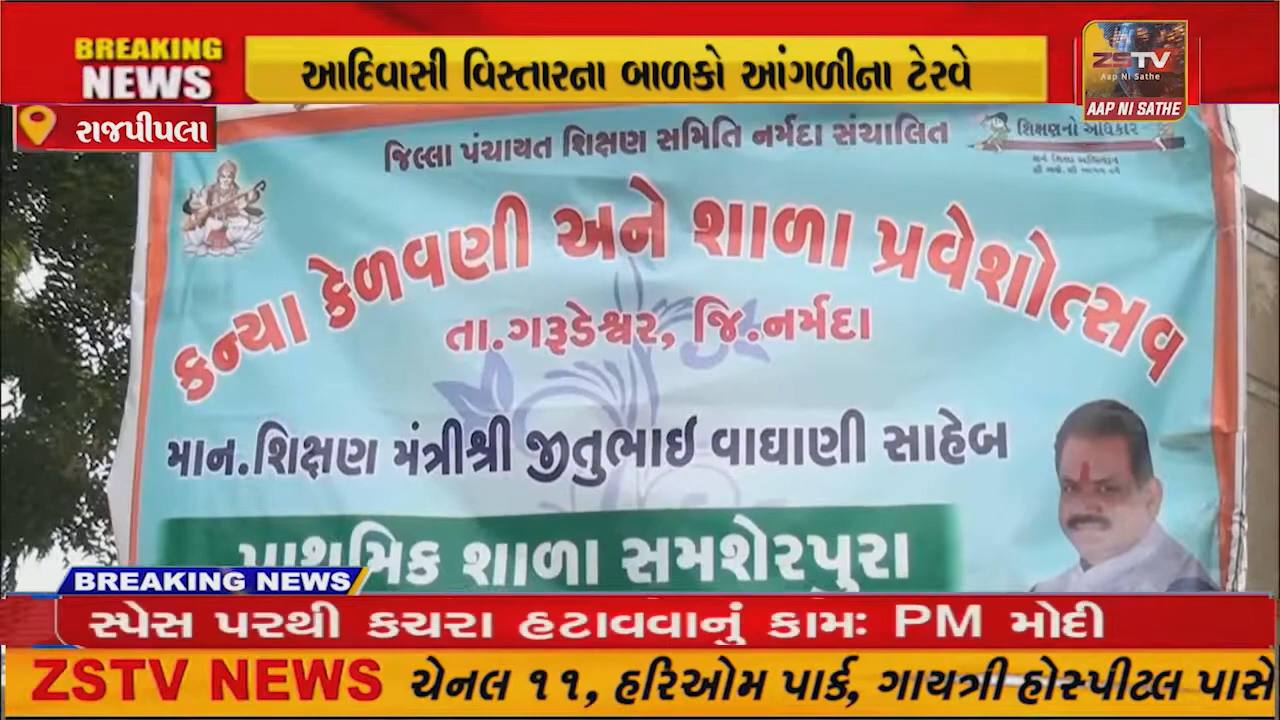 BREAKING NEWS
આદિવાસી વિસ્તારના બાળકો આંગળીના ટેરવે
ZSTV
Aap Ni Sathe
AAP NI SATHE
રાજપીપલા
જિલ્લા પંચાયત શિક્ષણ સમિતિ નર્મદા સંચાલિત
શિક્ષણનો અધિકાર
કન્યા કેળવણી અને શાળા પ્રવેશોત્સવ
તા.ગરૂડેશ્વર, જિ.નર્મદા
માન.શિક્ષણ મંત્રીશ્રી જીતુભાઈ વાઘાણી સાહેબ
પ્રાથમિક શાળા સમશેરપુરા
BREAKING NEWS
સ્પેસ પરથી કચરા હટાવવાનું કામઃ PM મોદી
ZSTV NEWS ચેનલ ૧૧, હરિઓમ પાર્ક, ગાયત્રી હોસ્પીટલ પાસે